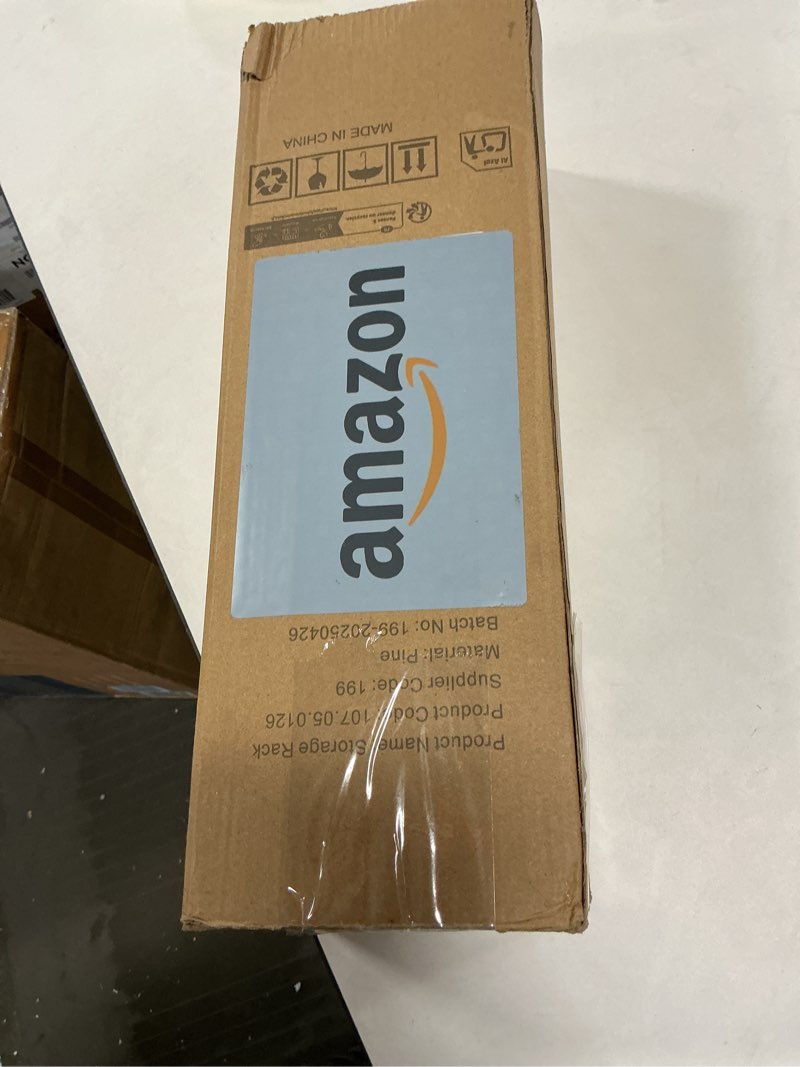 amazon
Product Name: Storage Rack
Product Code: 107.05.0126
Supplier Code: 199
Material: Pine
Batch No: 199-20250426
MADE IN CHINA